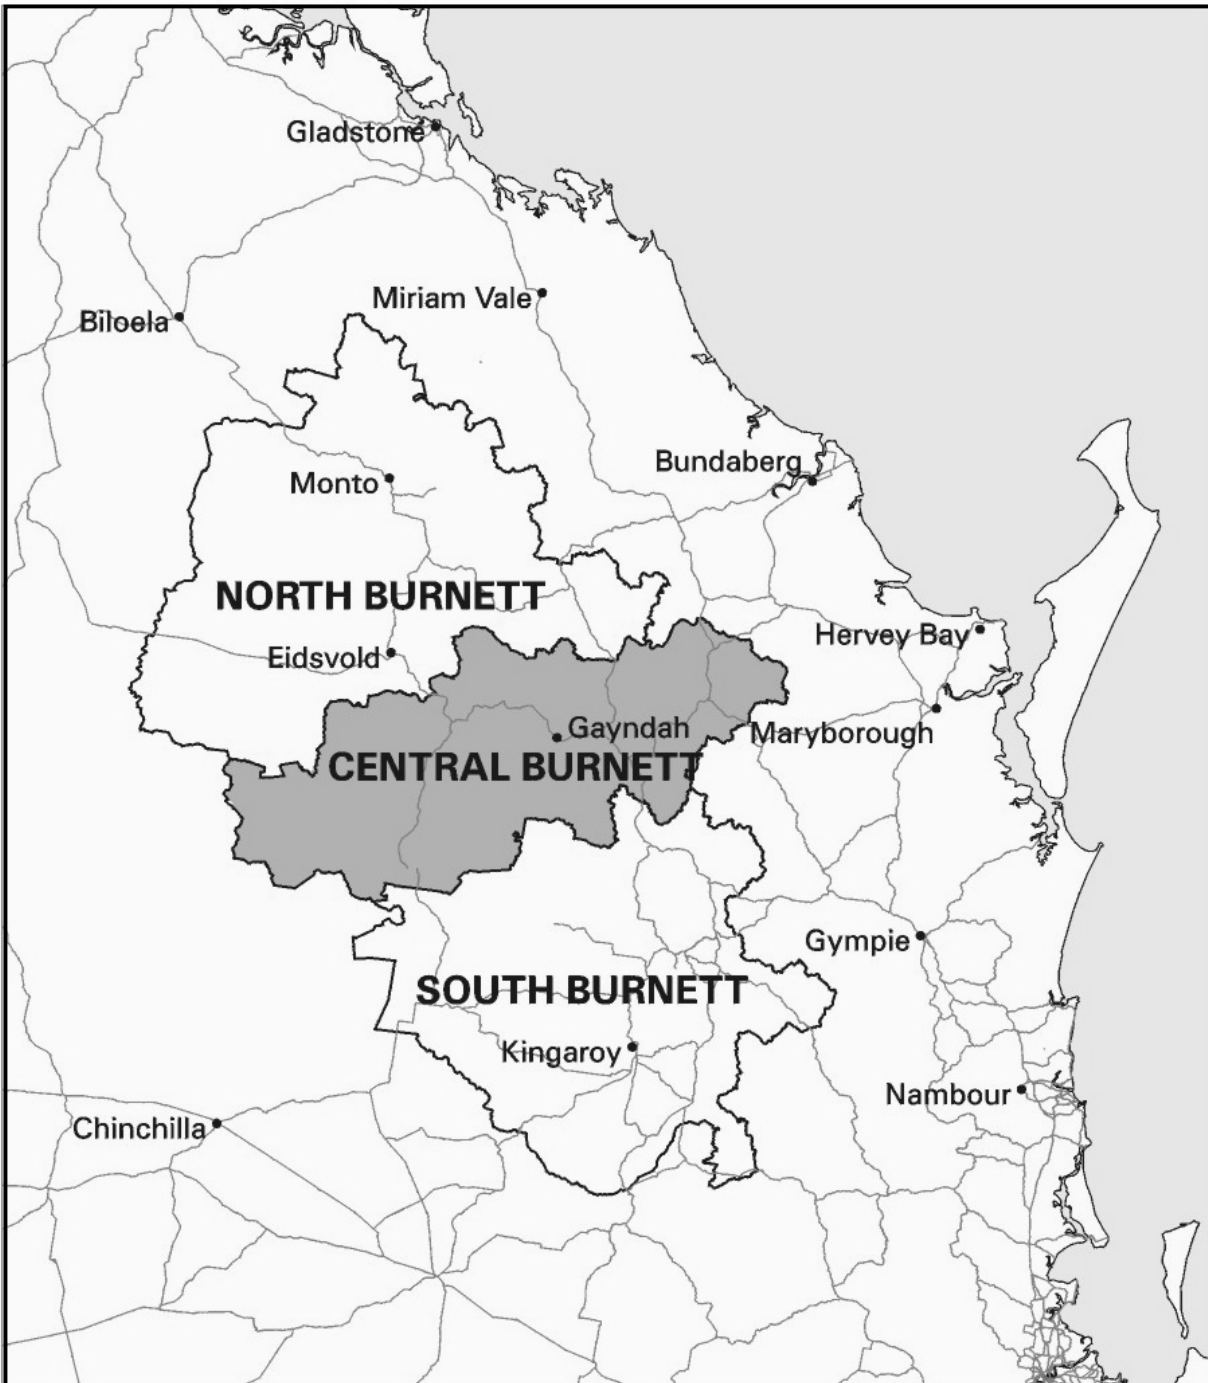 Gladstone
Miriam Vale
Biloela
Bundaberg
Monto
NORTH BURNETT
Hervey Bay
Eidsvold
Gayndah
Maryborough
CENTRAL BURNETT
Gympie
SOUTH BURNETT
Kingaroy
Nambour
Chinchilla